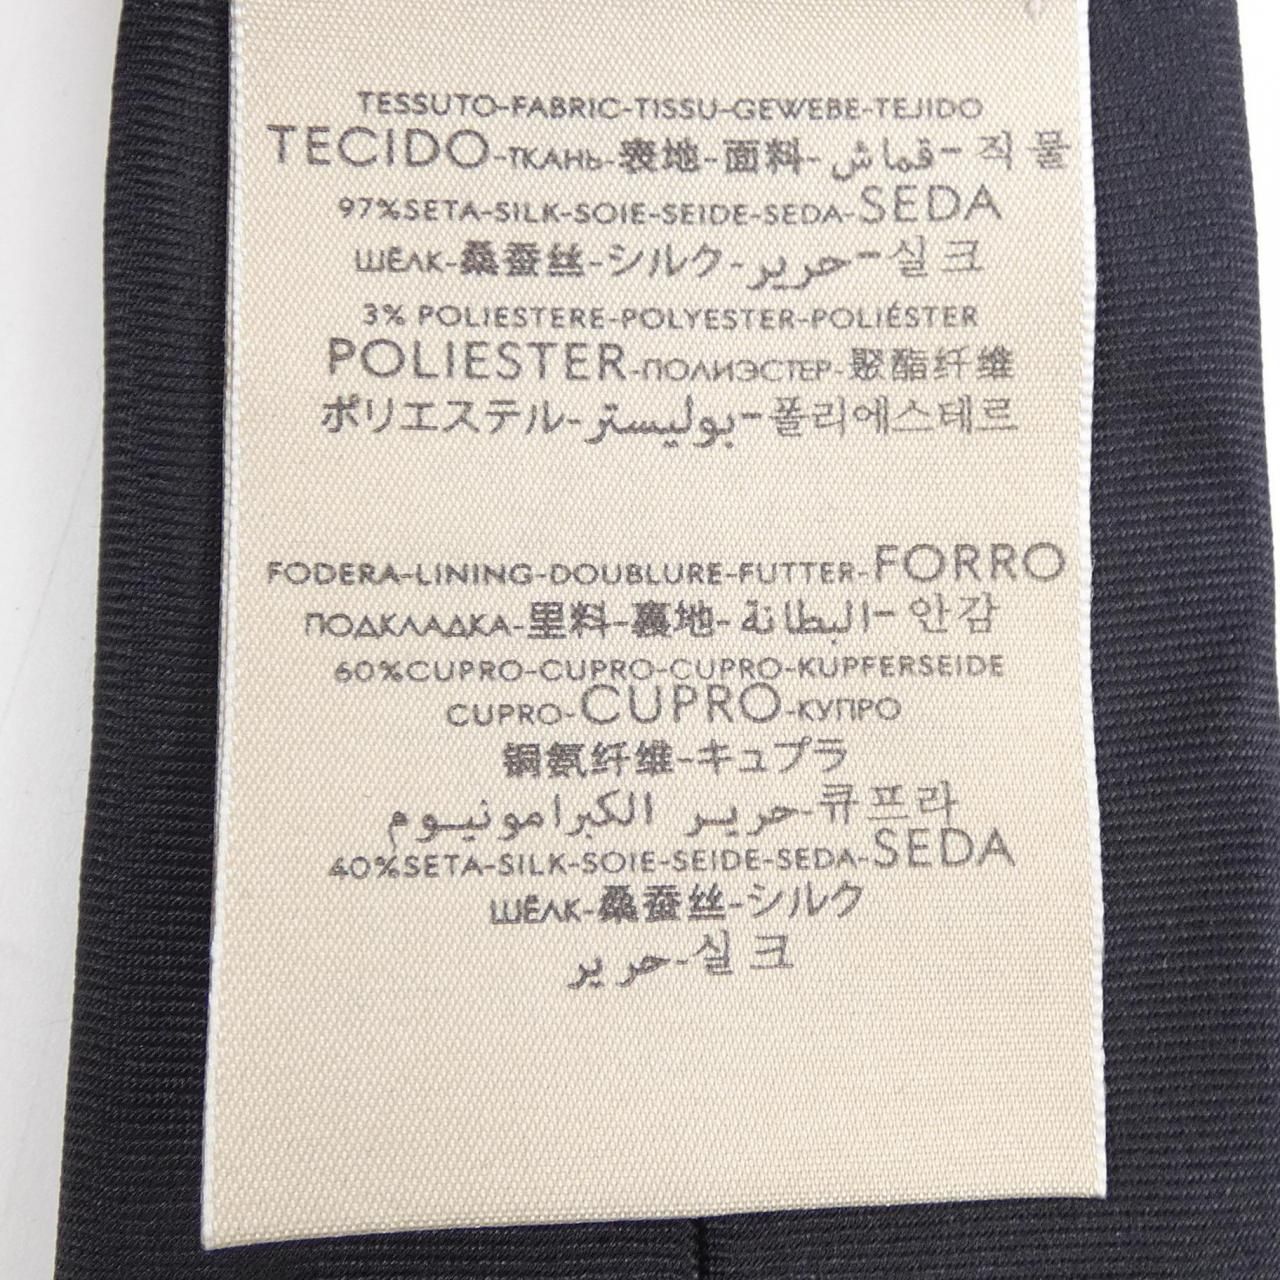 TESSUTO-FABRIC-TISSU-GEWEBE-TEJIDO
TECIDO-ТКАНЬ-表地-面料-قماش-직물
97%SETA-SILK-SOIE-SEIDE-SEDA-SEDA
ШЁЛК-桑蚕丝-シルク-حرير-실크
3% POLIESTERE-POLYESTER-POLIÉSTER
POLIESTER-ПОЛИЭСТЕР-聚酯纤维
ポリエステル-بوليستر-폴리에스테르
FODERA-LINING-DOUBLURE-FUTTER-FORRO
ПОДКЛАДКА-里料-裏地-البطانة-안감
60%CUPRO-CUPRO-CUPRO-KUPFERSEIDE
CUPRO-CUPRO-КУПРО
铜氨纤维-キュプラ
حرير الكبرامونيوم-큐프라
40%SETA-SILK-SOIE-SEIDE-SEDA-SEDA
ШЁЛК-桑蚕丝-シルク
حرير-실크